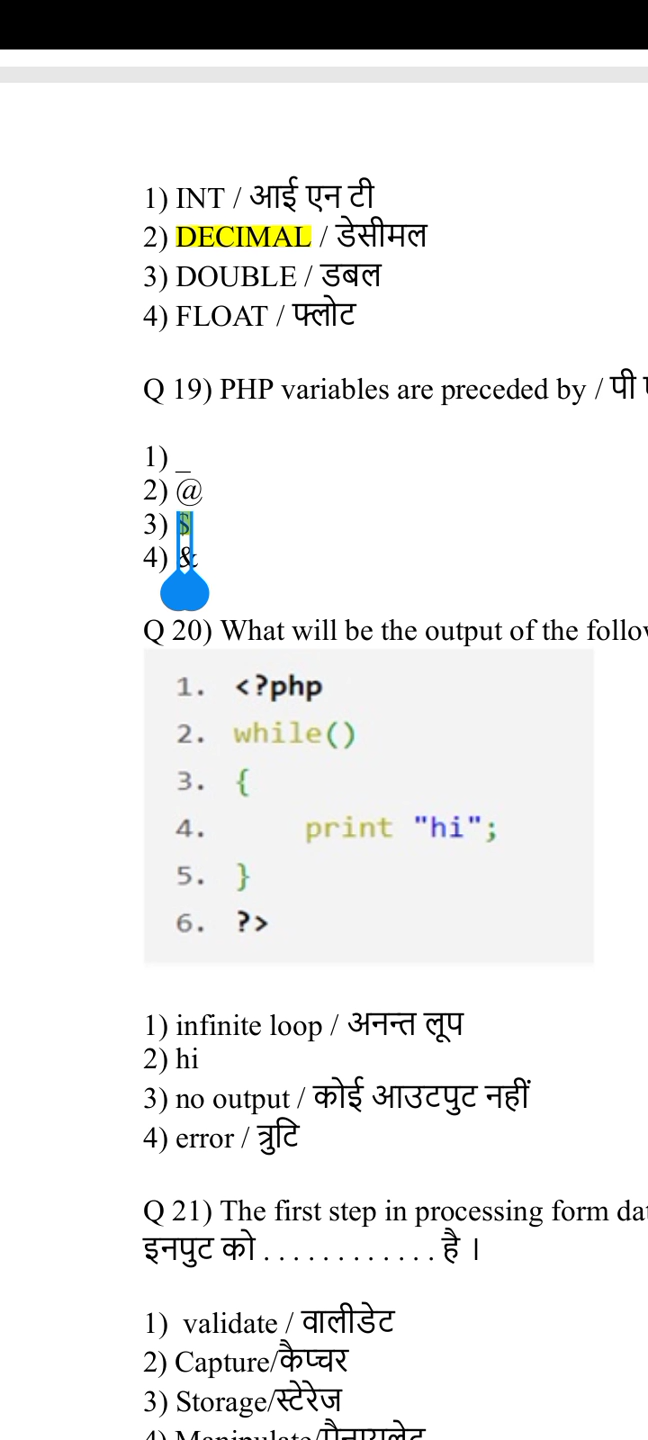 1) INT / आई एन टी
2) DECIMAL / डेसीमल
3) DOUBLE / डबल
4) FLOAT / फ्लोट
Q 19) PHP variables are preceded by / पी
1) _
2) @
3) $
4) &
Q 20) What will be the output of the
1. <?php
2. while()
3. {
4. print "hi";
5. }
6. ?>
1) infinite loop / अनन्त लूप
2) hi
3) no output / कोई आउटपुट नहीं
4) error / त्रुटि
Q 21) The first step in processing form
इनपुट को . . . . . . . . . . . . है ।
1) validate / वालीडेट
2) Capture/कैप्चर
3) Storage/स्टेरेज